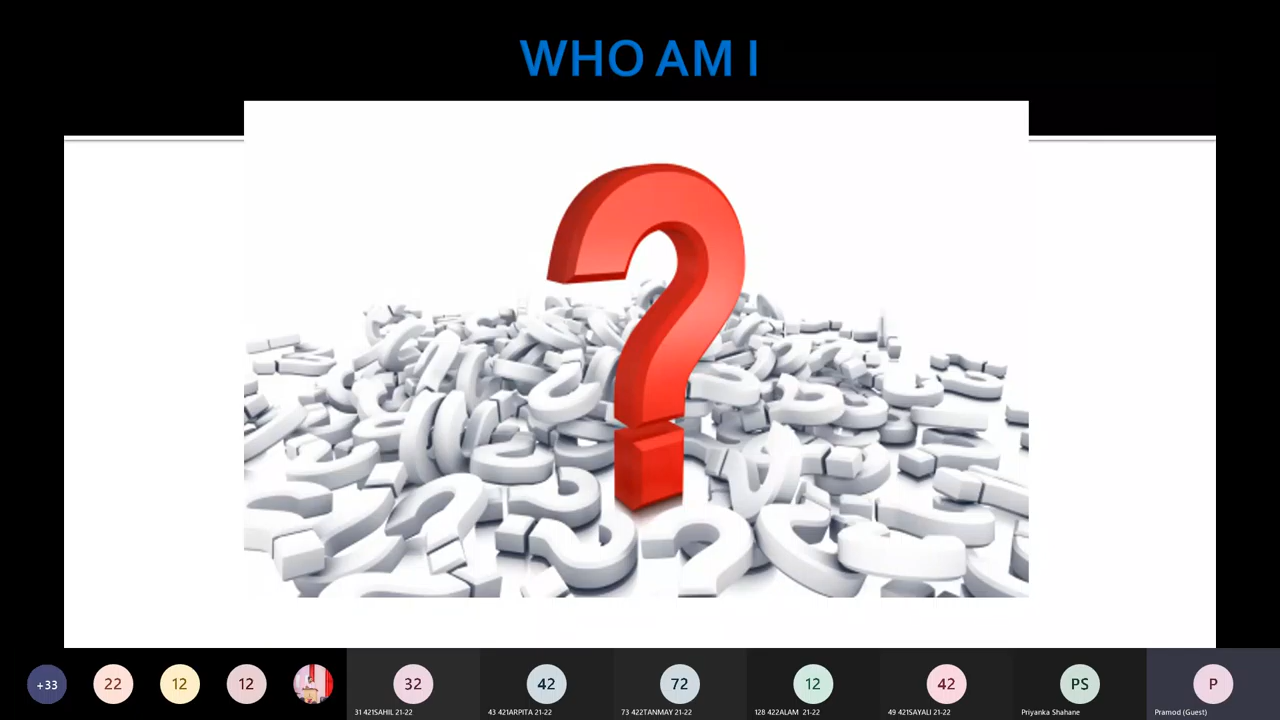 WHO AM I
+33
22
12
12
32
42
72
12
42
PS
P
31 421SAHIL 21-22
43 421ARPITA 21-22
73 422TANMAY 21-22
128 422ALAM 21-22
49 421SAYALI 21-22
Priyanka Shahane
Pramod (Guest)